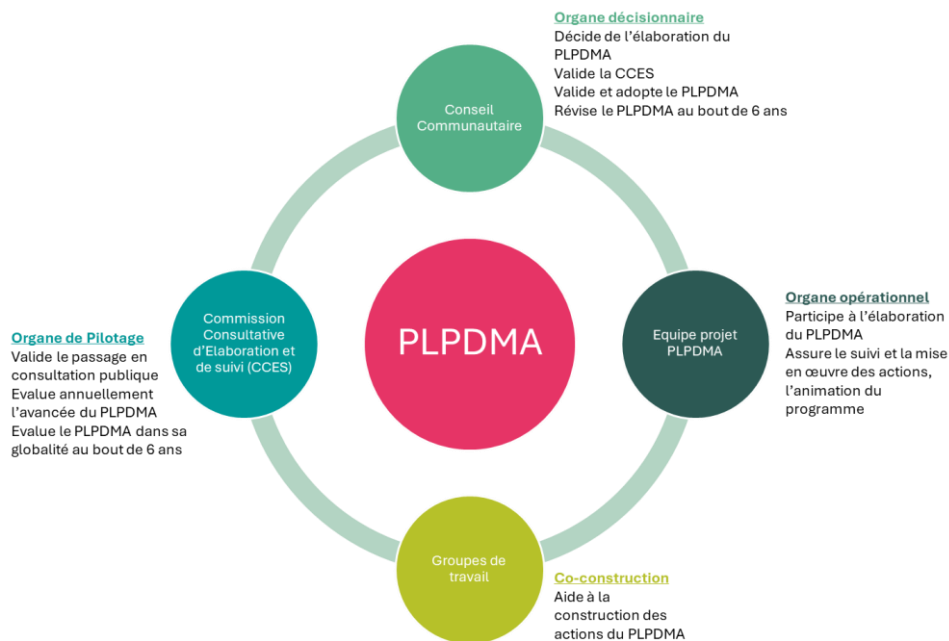 Organe décisionnaire
Décide de l'élaboration du
PLPDMA
Valide la CCES
Valide et adopte le PLPDMA
Révise le PLPDMA au bout de 6 ans
Conseil
Communautaire
Organe de Pilotage
Valide le passage en
consultation publique
Evalue annuellement
l'avancée du PLPDMA
Evalue le PLPDMA dans sa
globalité au bout de 6 ans
Commission
Consultative
d'Elaboration et
de suivi (CCES)
PLPDMA
Equipe projet
PLPDMA
Organe opérationnel
Participe à l'élaboration
du PLPDMA
Assure le suivi et la mise
en œuvre des actions,
l'animation du
programme
Groupes de
travail
Co-construction
Aide à la
construction des
actions du PLPDMA